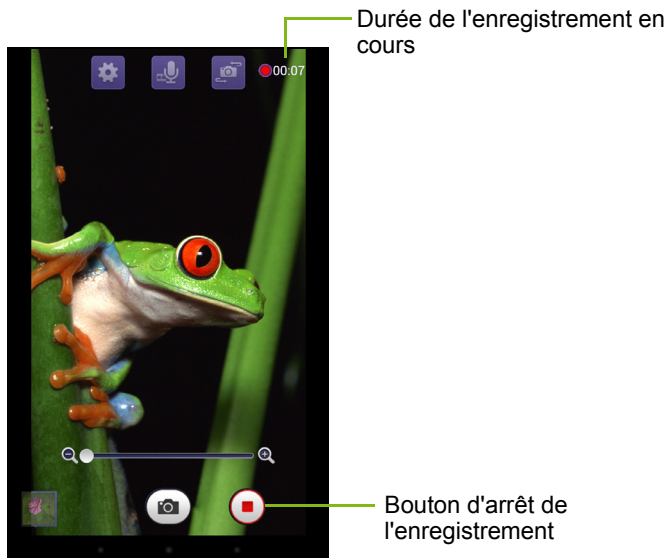 Durée de l'enregistrement en
cours
00:07
Bouton d'arrêt de
l'enregistrement